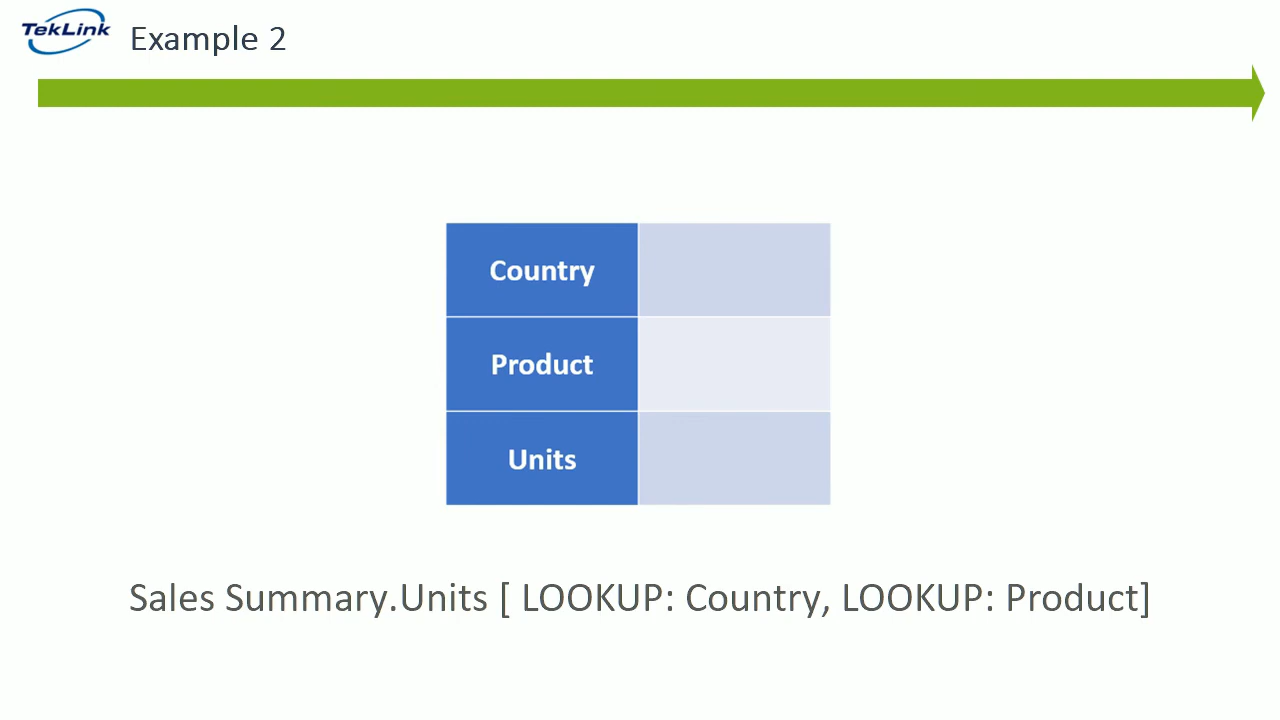 TekLink
Example 2
Country
Product
Units
Sales Summary.Units [ LOOKUP: Country, LOOKUP: Product]